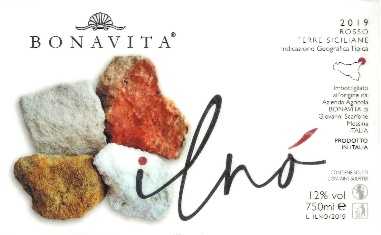 BONAVITA®
2019
ROSSO
TERRE SICILIANE
Indicazione Geografica Tipica
Imbottigliato
all'origine da:
Azienda Agricola
BONAVITA di
Giovanni Scarfone
Messina
ITALIA
PRODOTTO
IN ITALIA
ilnó
CONTIENE SOLFITI
CONTAINS SULFITES
12% vol
750ml e
L. ILNO/2019